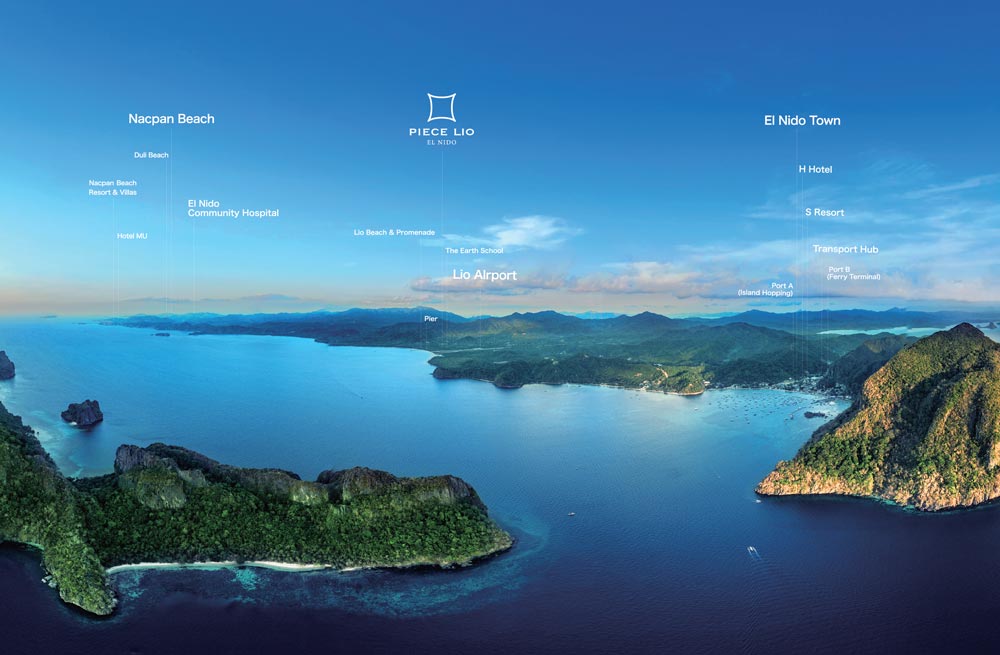 Nacpan Beach
Duli Beach
Nacpan Beach
Resort & Villas
El Nido
Community Hospital
Hotel MU
PIECE LIO
EL NIDO
Lio Beach & Promenade
The Earth School
Lio Airport
Pier
El Nido Town
H Hotel
S Resort
Transport Hub
Port B
(Ferry Terminal)
Port A
(Island Hopping)